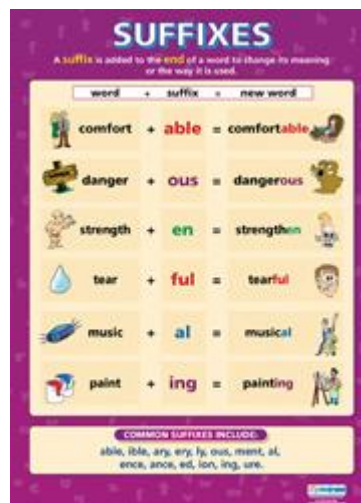 SUFFIXES
A suffix is added to the end of a word to change its meaning
or the way it is used.
word + suffix = new word
comfort + able = comfortable
danger + ous = dangerous
strength + en = strengthen
tear + ful = tearful
music + al = musical
paint + ing = painting
COMMON SUFFIXES INCLUDE:
able, ible, ary, ery, ly, ous, ment, al,
ence, ance, ed, ion, ing, ure.